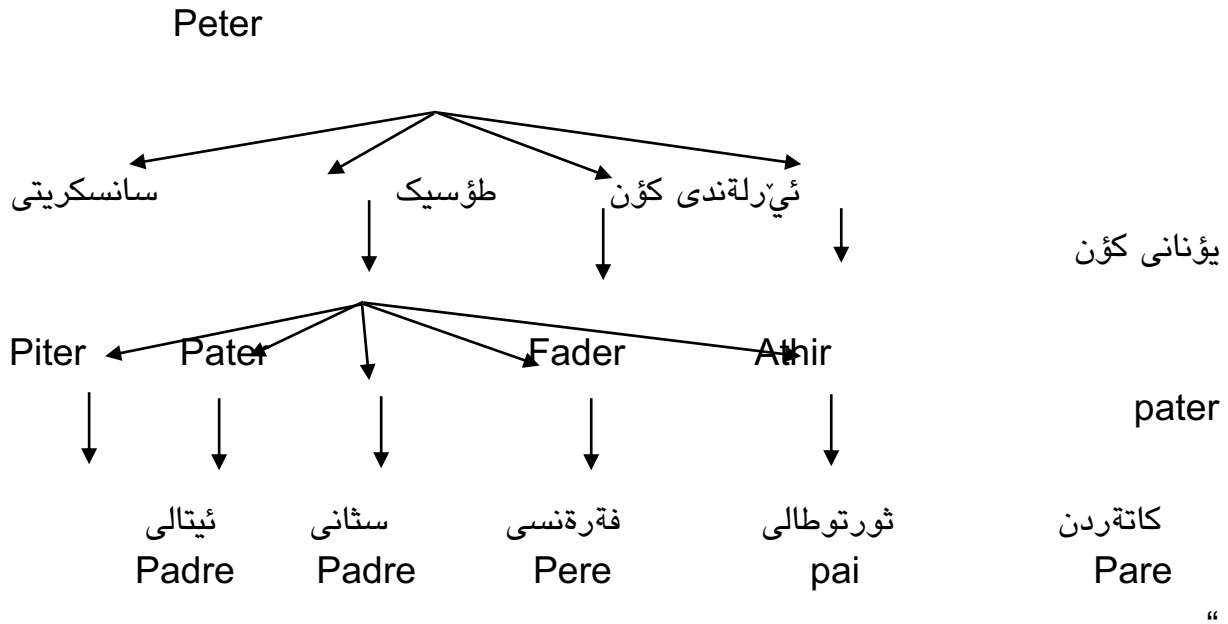 Peter
سانسكريتى طؤسيک ئيَرلةندى كؤن
يؤنانى كؤن
Piter Pater Fader Athir
pater
ئيتالى سثانى فةرةنسى ثورتوطالى كاتةردن
Padre Padre Pere pai Pare
“